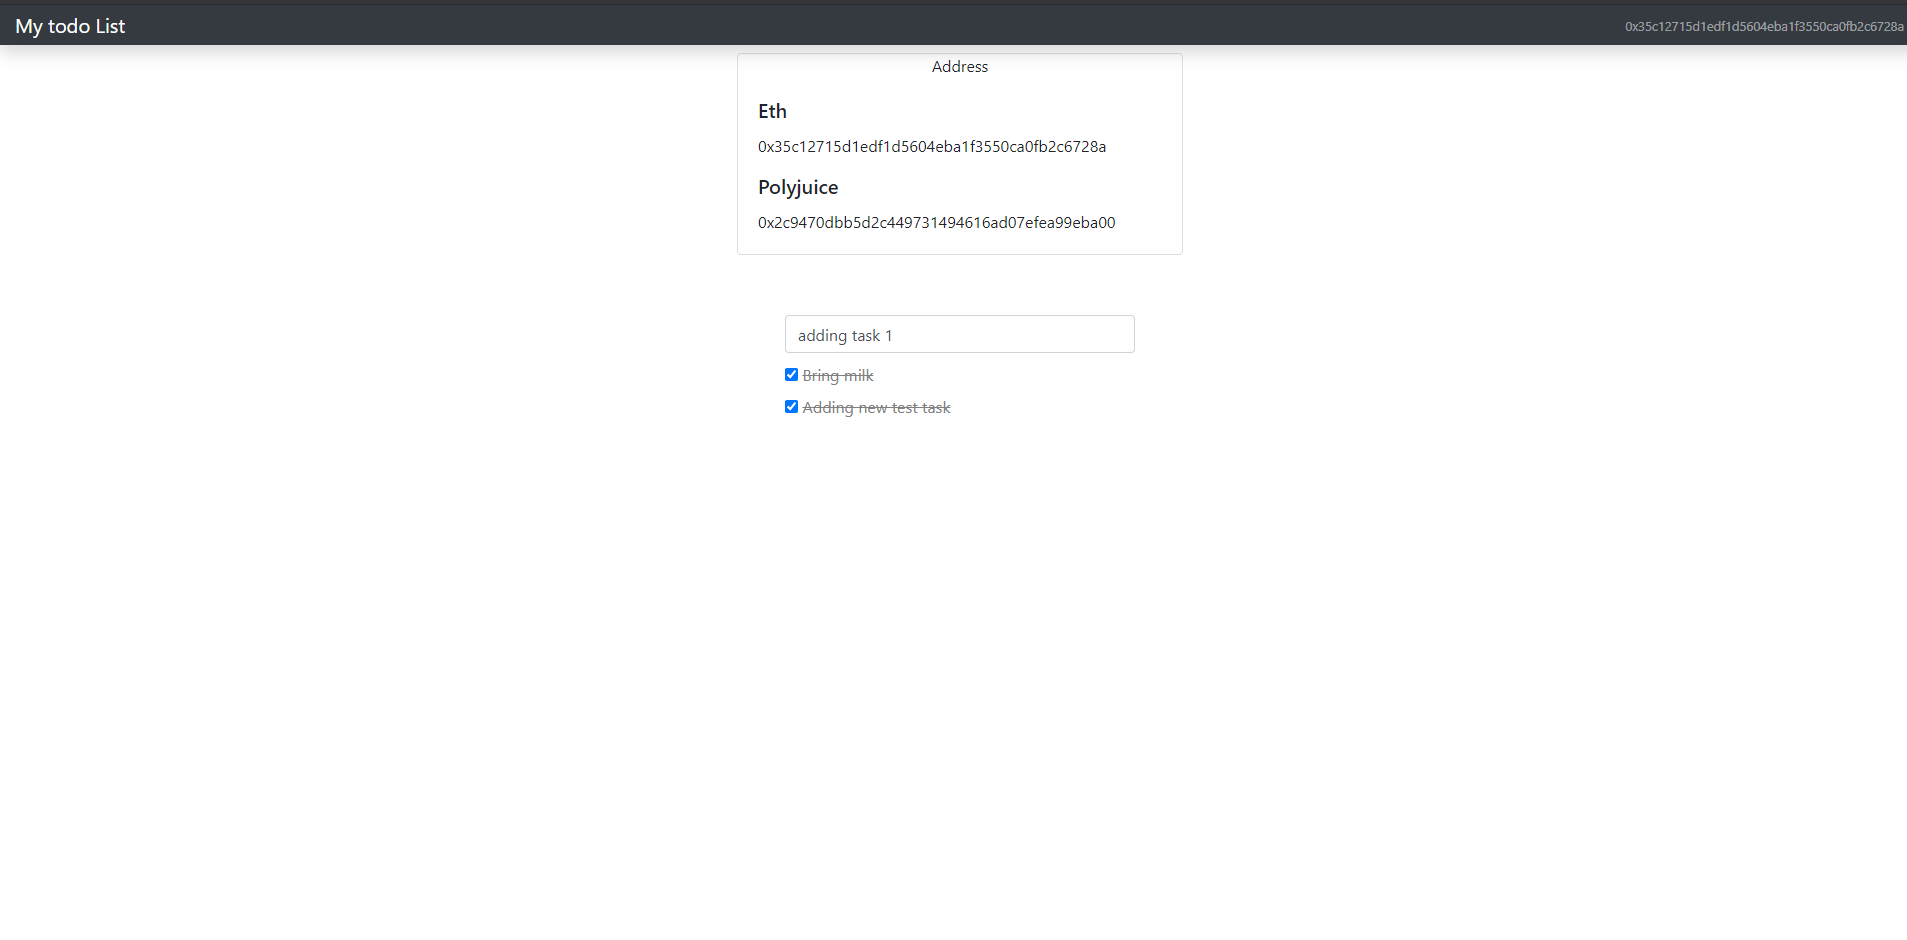 My todo List
0x35c12715d1edf1d5604eba1f3550ca0fb2c6728a
Address
Eth
0x35c12715d1edf1d5604eba1f3550ca0fb2c6728a
Polyjuice
0x2c9470dbb5d2c449731494616ad07efea99eba00
adding task 1
Bring milk
Adding new test task